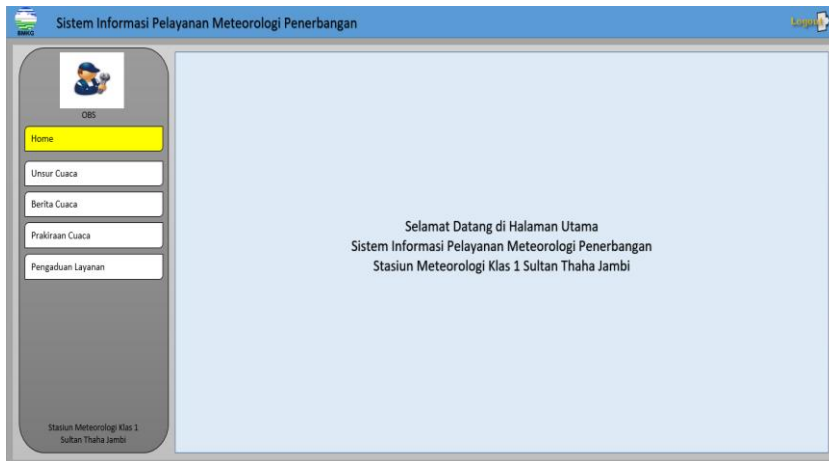 BMKG
Sistem Informasi Pelayanan Meteorologi Penerbangan
Logout
OBS
Home
Unsur Cuaca
Berita Cuaca
Prakiraan Cuaca
Pengaduan Layanan
Stasiun Meteorologi Klas 1
Sultan Thaha Jambi
Selamat Datang di Halaman Utama
Sistem Informasi Pelayanan Meteorologi Penerbangan
Stasiun Meteorologi Klas 1 Sultan Thaha Jambi